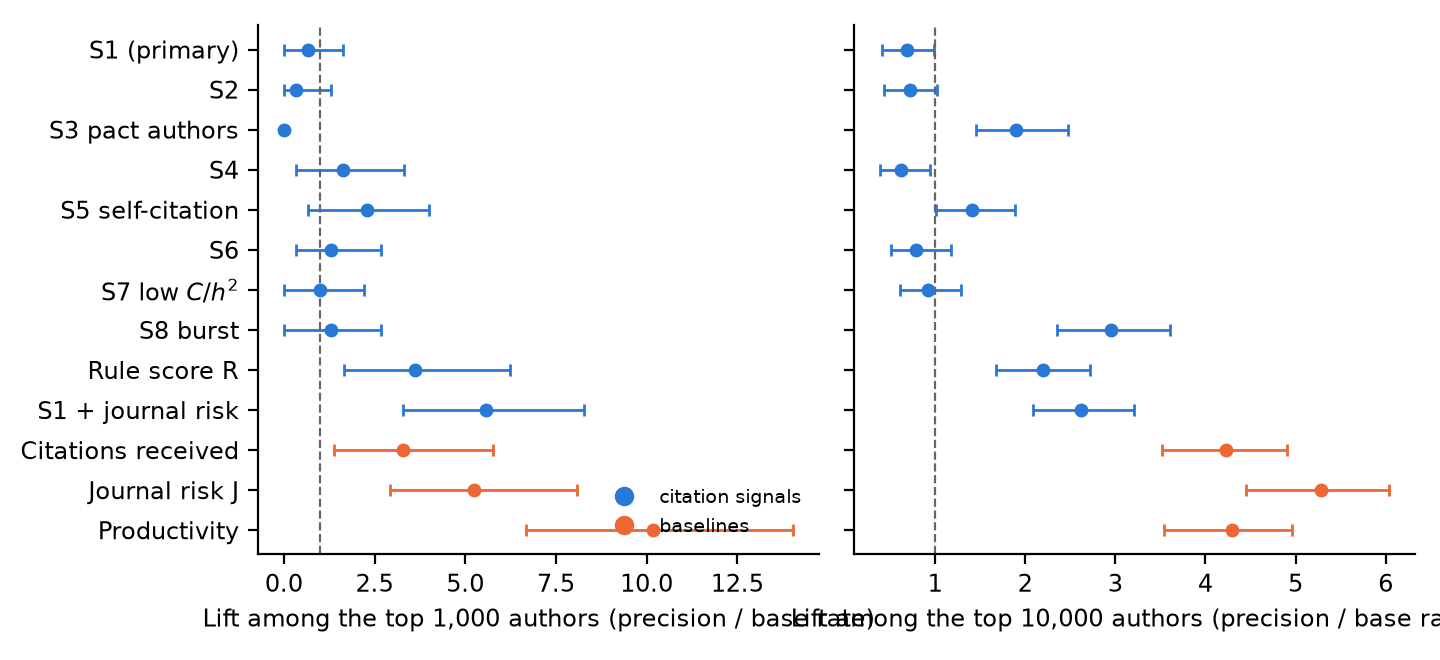 S1 (primary)
S2
S3 pact authors
S4
S5 self-citation
S6
S7 low C/h²
S8 burst
Rule score R
S1 + journal risk
Citations received
Journal risk J
Productivity
citation signals
baselines
0.0 2.5 5.0 7.5 10.0 12.5
Lift among the top 1,000 authors (precision / base rate)
1 2 3 4 5 6
Lift among the top 10,000 authors (precision / base ra